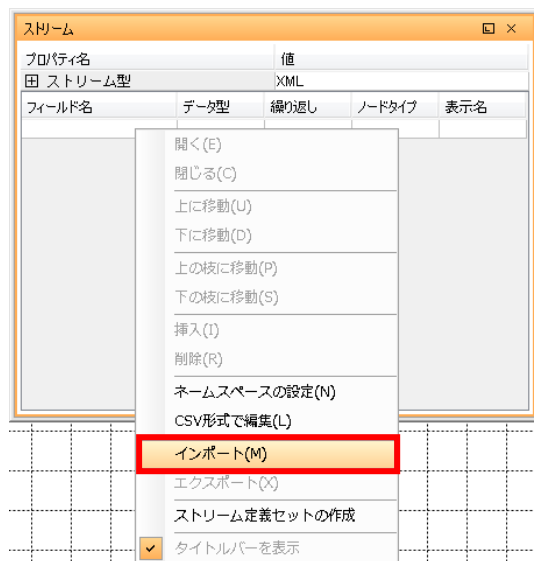 ストリーム
プロパティ名 値
ストリーム型 XML
フィールド名 データ型 繰り返し ノードタイプ 表示名
開く(E)
閉じる(C)
上に移動(U)
下に移動(D)
上の枝に移動(P)
下の枝に移動(S)
挿入(I)
削除(R)
ネームスペースの設定(N)
CSV形式で編集(L)
インポート(M)
エクスポート(X)
ストリーム定義セットの作成
タイトルバーを表示